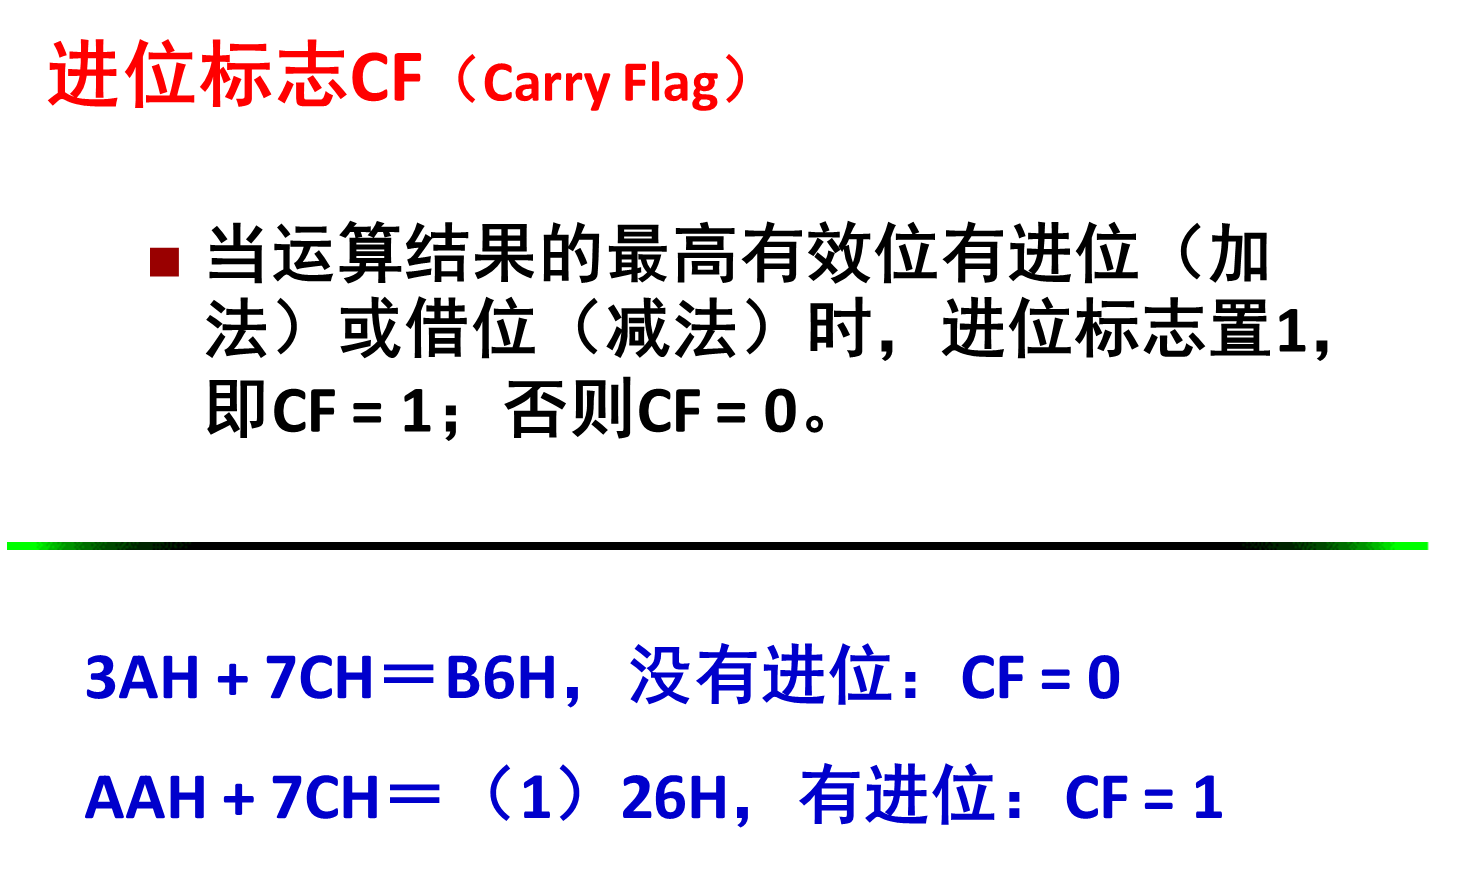 进位标志CF（Carry Flag）
当运算结果的最高有效位有进位（加
法）或借位（减法）时，进位标志置1，
即CF = 1；否则CF = 0。
3AH + 7CH＝B6H，没有进位：CF = 0
AAH + 7CH＝（1）26H，有进位：CF = 1